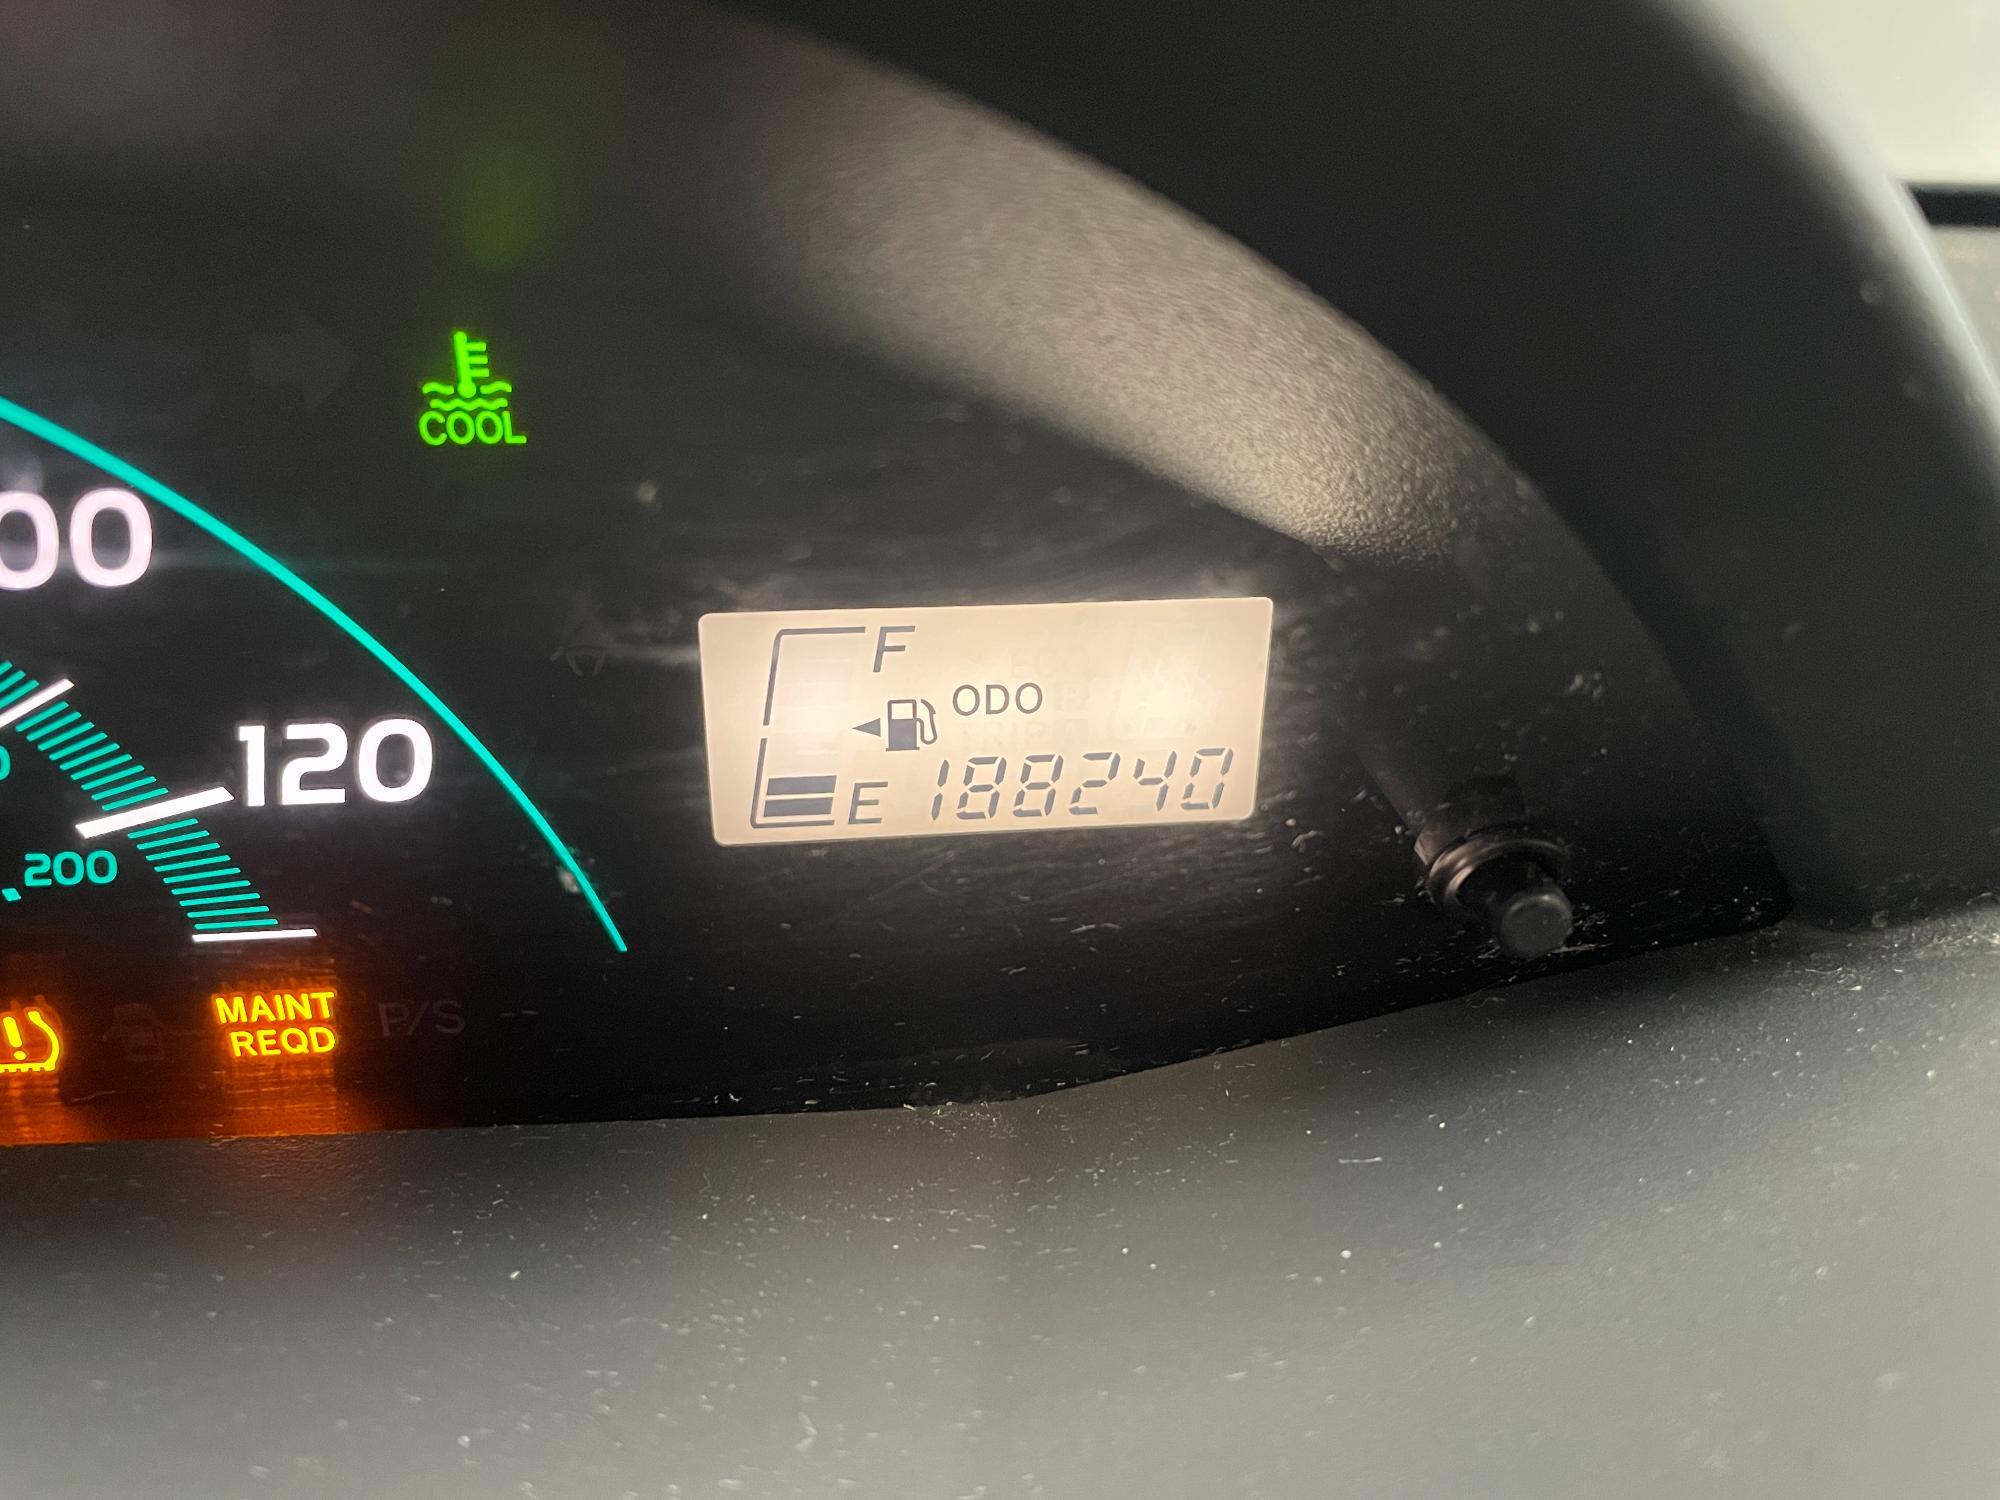 COOL
00
120
200
F
ODO
E 188240
MAINT
REQD
P/S